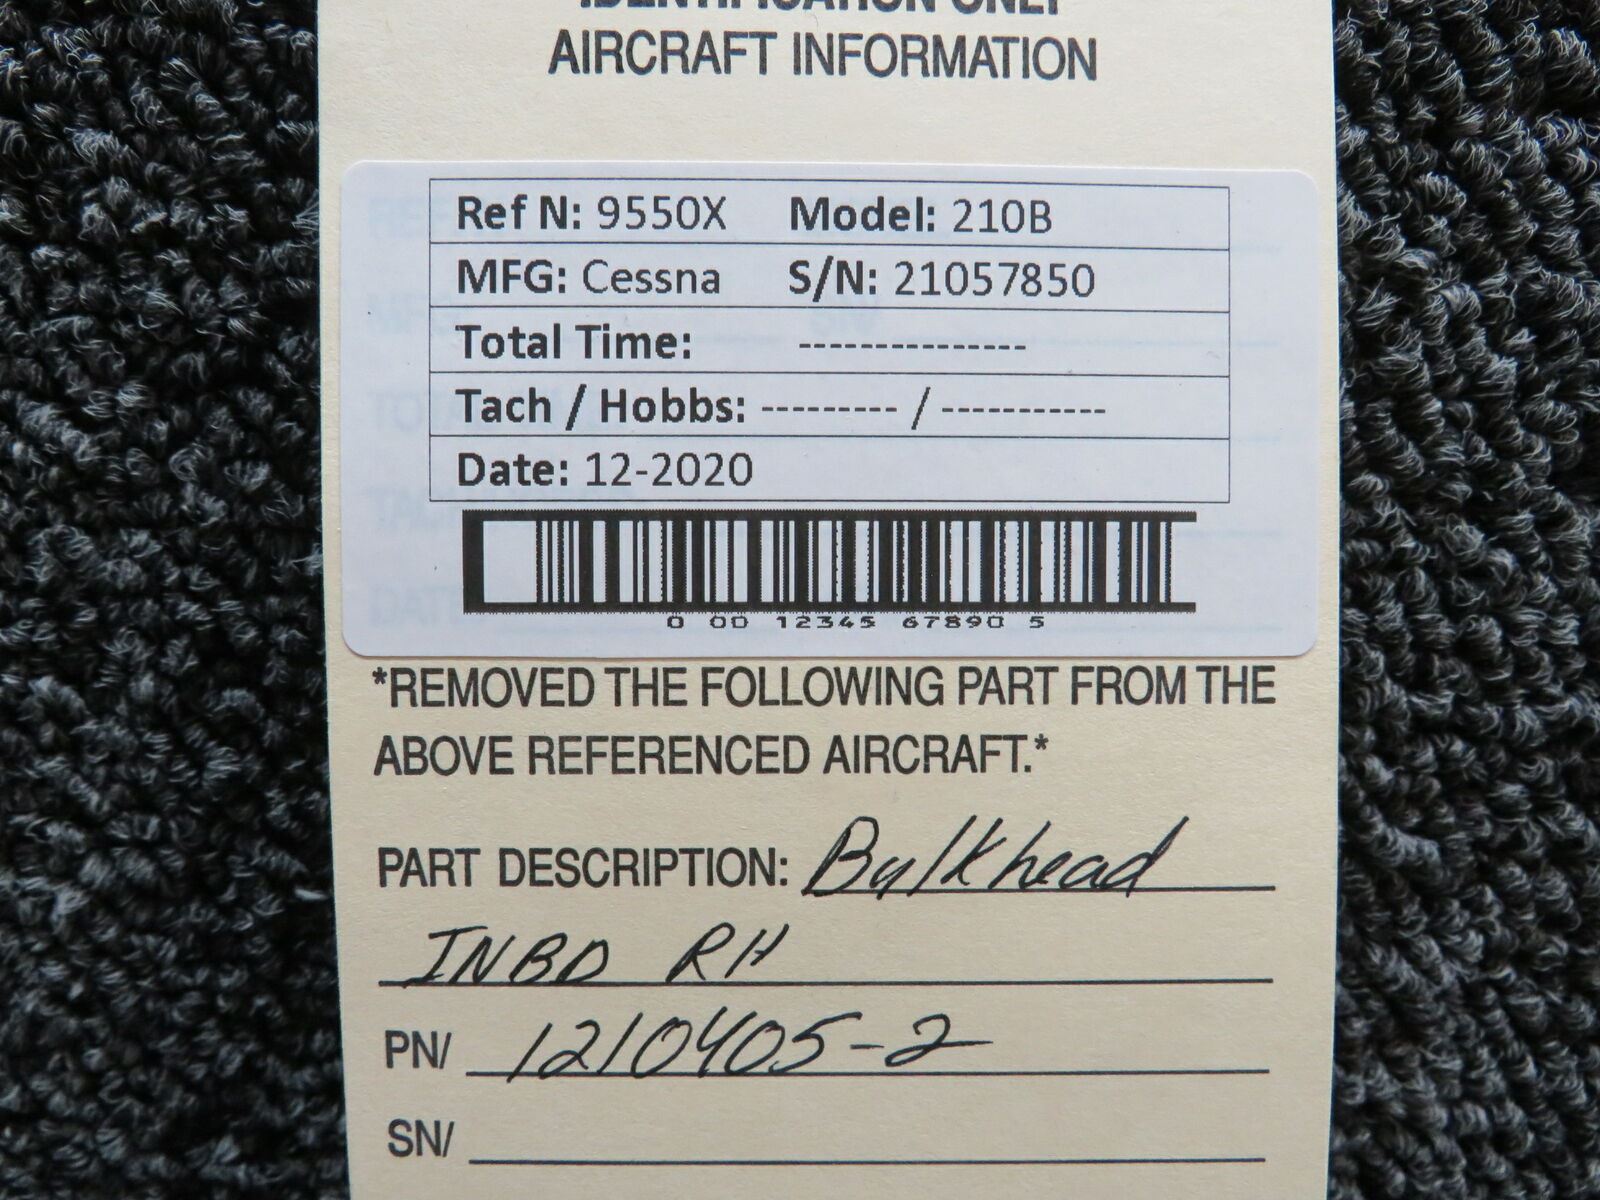 IDENTIFICATION ONLY
AIRCRAFT INFORMATION
Ref N: 9550X Model: 210B
MFG: Cessna S/N: 21057850
Total Time: ---------------
Tach / Hobbs: --------- / -----------
Date: 12-2020
0 00 12345 67890 5
*REMOVED THE FOLLOWING PART FROM THE
ABOVE REFERENCED AIRCRAFT.*
PART DESCRIPTION: Bulkhead
INBD RH
PN/ 1210405-2
SN/